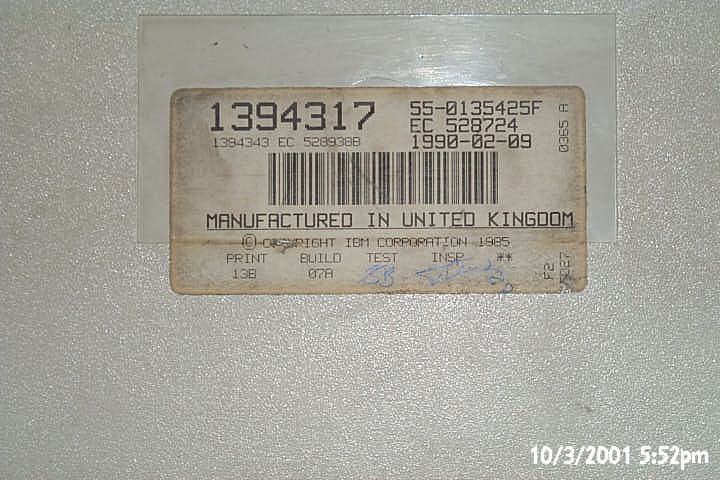 1394317
55-0135425F
EC 528724
1394343 EC 528938B
1990-02-09
0365 A
MANUFACTURED IN UNITED KINGDOM
© COPYRIGHT IBM CORPORATION 1985
PRINT BUILD TEST INSP **
13B 07A
F2
10/3/2001 5:52pm